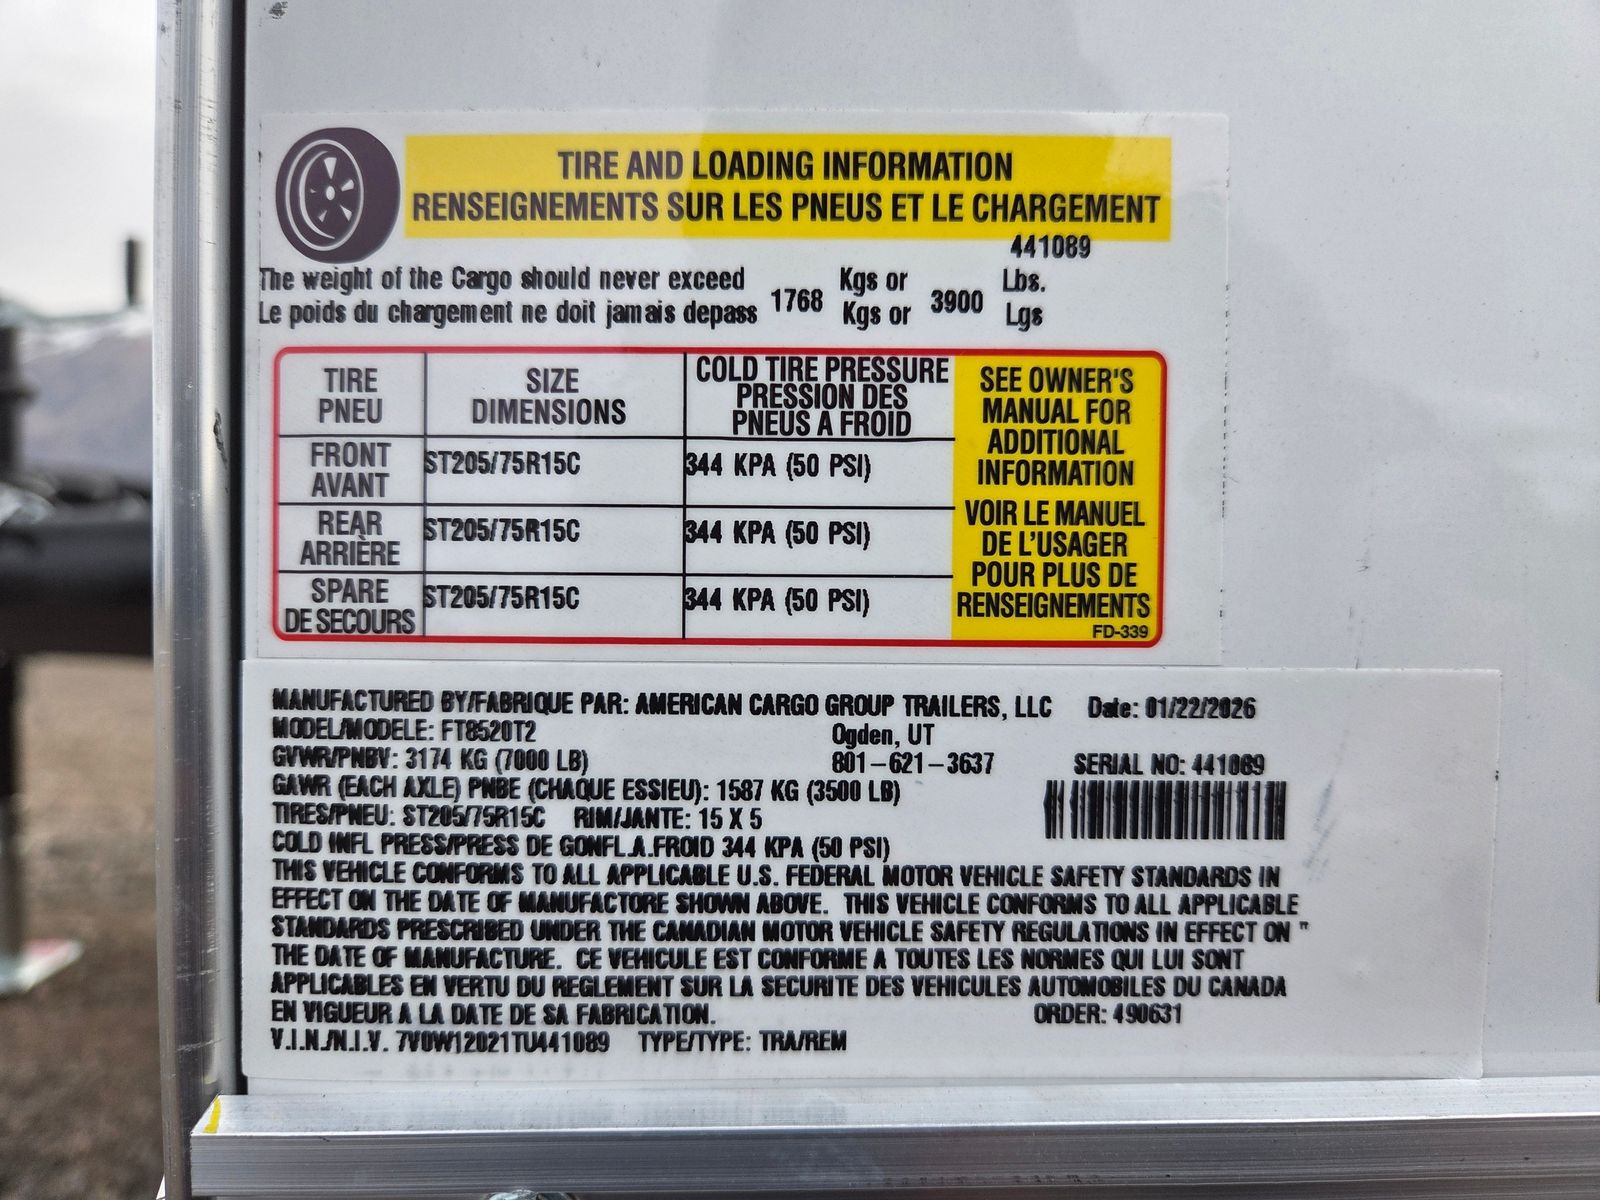 TIRE AND LOADING INFORMATION
RENSEIGNEMENTS SUR LES PNEUS ET LE CHARGEMENT
441089
The weight of the Cargo should never exceed Kgs or Lbs.
Le poids du chargement ne doit jamais depass 1768 Kgs or 3900 Lgs
TIRE SIZE COLD TIRE PRESSURE
PNEU DIMENSIONS PRESSION DES
PNEUS A FROID
FRONT ST205/75R15C 344 KPA (50 PSI)
AVANT
REAR ST205/75R15C 344 KPA (50 PSI)
ARRIÈRE
SPARE ST205/75R15C 344 KPA (50 PSI)
DE SECOURS
SEE OWNER'S
MANUAL FOR
ADDITIONAL
INFORMATION
VOIR LE MANUEL
DE L'USAGER
POUR PLUS DE
RENSEIGNEMENTS
FD-339
MANUFACTURED BY/FABRIQUE PAR: AMERICAN CARGO GROUP TRAILERS, LLC Date: 01/22/2026
MODEL/MODELE: FT8520T2 Ogden, UT
GVWR/PNBV: 3174 KG (7000 LB) 801-621-3637 SERIAL NO: 441089
GAWR (EACH AXLE) PNBE (CHAQUE ESSIEU): 1587 KG (3500 LB)
TIRES/PNEU: ST205/75R15C RIM/JANTE: 15 X 5
COLD INFL PRESS/PRESS DE GONFL.A.FROID 344 KPA (50 PSI)
THIS VEHICLE CONFORMS TO ALL APPLICABLE U.S. FEDERAL MOTOR VEHICLE SAFETY STANDARDS IN
EFFECT ON THE DATE OF MANUFACTORE SHOWN ABOVE. THIS VEHICLE CONFORMS TO ALL APPLICABLE
STANDARDS PRESCRIBED UNDER THE CANADIAN MOTOR VEHICLE SAFETY REGULATIONS IN EFFECT ON "
THE DATE OF MANUFACTURE. CE VEHICULE EST CONFORME A TOUTES LES NORMES QUI LUI SONT
APPLICABLES EN VERTU DU REGLEMENT SUR LA SECURITE DES VEHICULES AUTOMOBILES DU CANADA
EN VIGUEUR A LA DATE DE SA FABRICATION. ORDER: 490631
V.I.N./N.I.V. 7V0W12021TU441089 TYPE/TYPE: TRA/REM